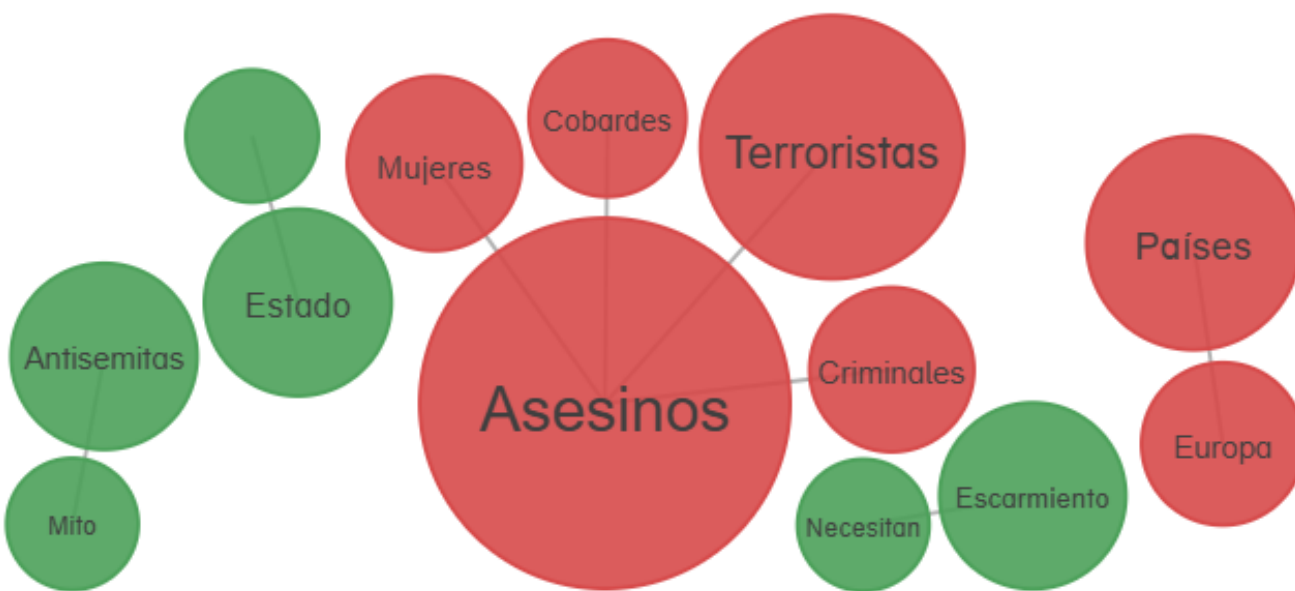 Cobardes
Terroristas
Mujeres
Países
Estado
Antisemitas
Criminales
Asesinos
Europa
Escarmiento
Mito
Necesitan